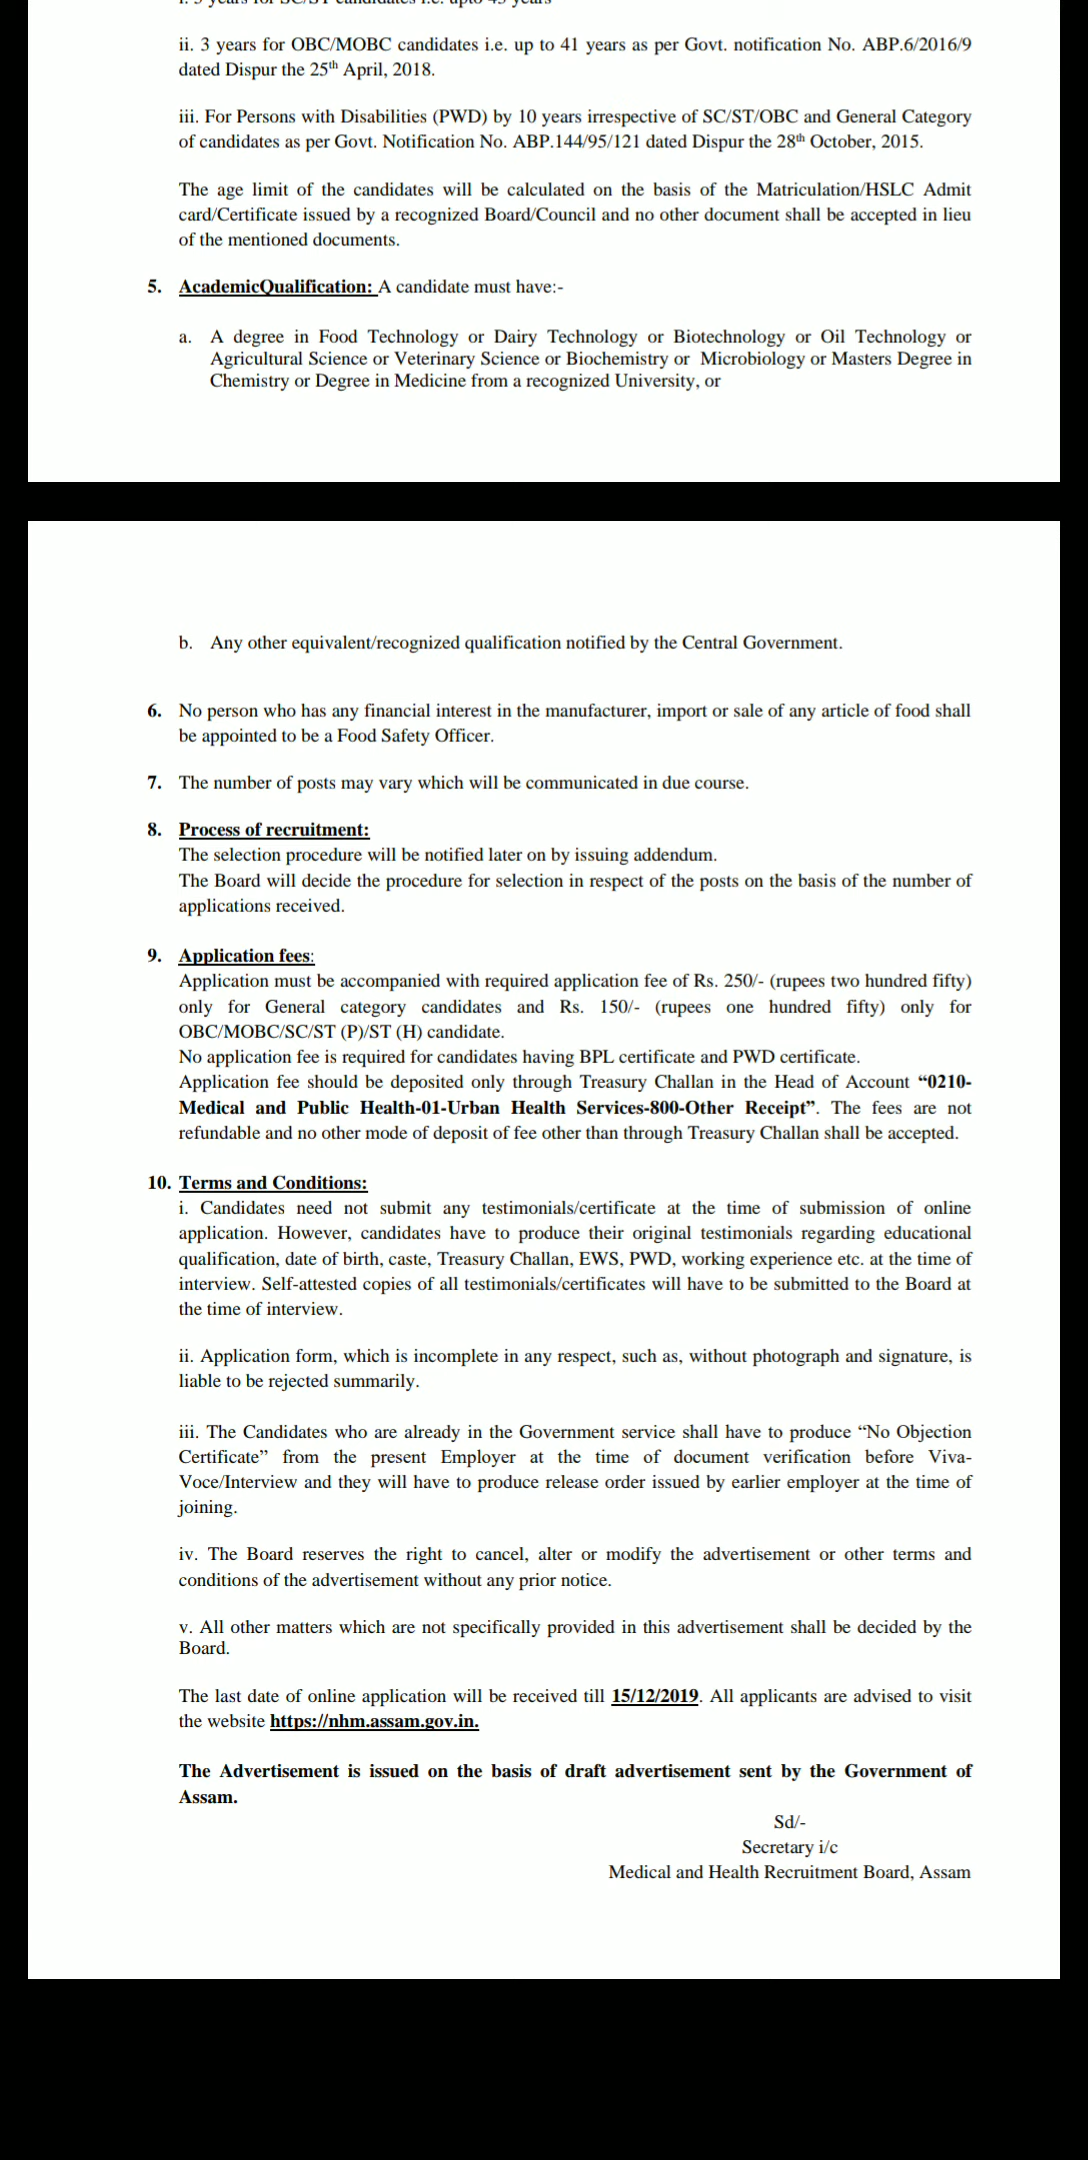 i. 5 years for SC/ST candidates i.e. upto 43 years
ii. 3 years for OBC/MOBC candidates i.e. up to 41 years as per Govt. notification No. ABP.6/2016/9
dated Dispur the 25th April, 2018.
iii. For Persons with Disabilities (PWD) by 10 years irrespective of SC/ST/OBC and General Category
of candidates as per Govt. Notification No. ABP.144/95/121 dated Dispur the 28th October, 2015.
The age limit of the candidates will be calculated on the basis of the Matriculation/HSLC Admit
card/Certificate issued by a recognized Board/Council and no other document shall be accepted in lieu
of the mentioned documents.
5. AcademicQualification: A candidate must have:-
a. A degree in Food Technology or Dairy Technology or Biotechnology or Oil Technology or
Agricultural Science or Veterinary Science or Biochemistry or Microbiology or Masters Degree in
Chemistry or Degree in Medicine from a recognized University, or
b. Any other equivalent/recognized qualification notified by the Central Government.
6. No person who has any financial interest in the manufacturer, import or sale of any article of food shall
be appointed to be a Food Safety Officer.
7. The number of posts may vary which will be communicated in due course.
8. Process of recruitment:
The selection procedure will be notified later on by issuing addendum.
The Board will decide the procedure for selection in respect of the posts on the basis of the number of
applications received.
9. Application fees:
Application must be accompanied with required application fee of Rs. 250/- (rupees two hundred fifty)
only for General category candidates and Rs. 150/- (rupees one hundred fifty) only for
OBC/MOBC/SC/ST (P)/ST (H) candidate.
No application fee is required for candidates having BPL certificate and PWD certificate.
Application fee should be deposited only through Treasury Challan in the Head of Account “0210-
Medical and Public Health-01-Urban Health Services-800-Other Receipt”. The fees are not
refundable and no other mode of deposit of fee other than through Treasury Challan shall be accepted.
10. Terms and Conditions:
i. Candidates need not submit any testimonials/certificate at the time of submission of online
application. However, candidates have to produce their original testimonials regarding educational
qualification, date of birth, caste, Treasury Challan, EWS, PWD, working experience etc. at the time of
interview. Self-attested copies of all testimonials/certificates will have to be submitted to the Board at
the time of interview.
ii. Application form, which is incomplete in any respect, such as, without photograph and signature, is
liable to be rejected summarily.
iii. The Candidates who are already in the Government service shall have to produce “No Objection
Certificate” from the present Employer at the time of document verification before Viva-
Voce/Interview and they will have to produce release order issued by earlier employer at the time of
joining.
iv. The Board reserves the right to cancel, alter or modify the advertisement or other terms and
conditions of the advertisement without any prior notice.
v. All other matters which are not specifically provided in this advertisement shall be decided by the
Board.
The last date of online application will be received till 15/12/2019. All applicants are advised to visit
the website https://nhm.assam.gov.in.
The Advertisement is issued on the basis of draft advertisement sent by the Government of
Assam.
Sd/-
Secretary i/c
Medical and Health Recruitment Board, Assam